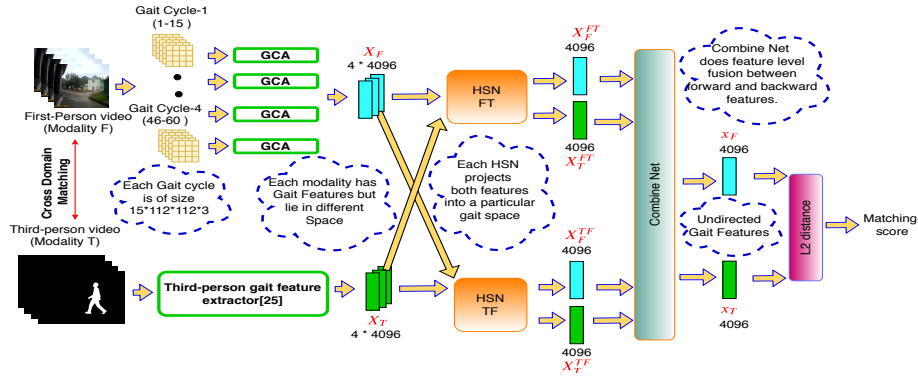 Gait Cycle-1
(1-15 )
GCA
GCA
Gait Cycle-4
(46-60 )
GCA
GCA
First-Person video
(Modality F)
Cross Domain
Matching
Third-person video
(Modality T)
Each Gait cycle
is of size
15*112*112*3
Each modality has
Gait Features but
lie in different
Space
Third-person gait feature
extractor[25]
X_F
4 * 4096
X_T
4 * 4096
Each HSN
projects
both features
into a particular
gait space
HSN
FT
HSN
TF
X_F^{FT}
4096
4096
X_T^{FT}
X_F^{TF}
4096
4096
X_T^{TF}
Combine Net
Combine Net
does feature level
fusion between
forward and backward
features.
x_F
4096
Undirected
Gait Features
x_T
4096
L2 distance
Matching
score